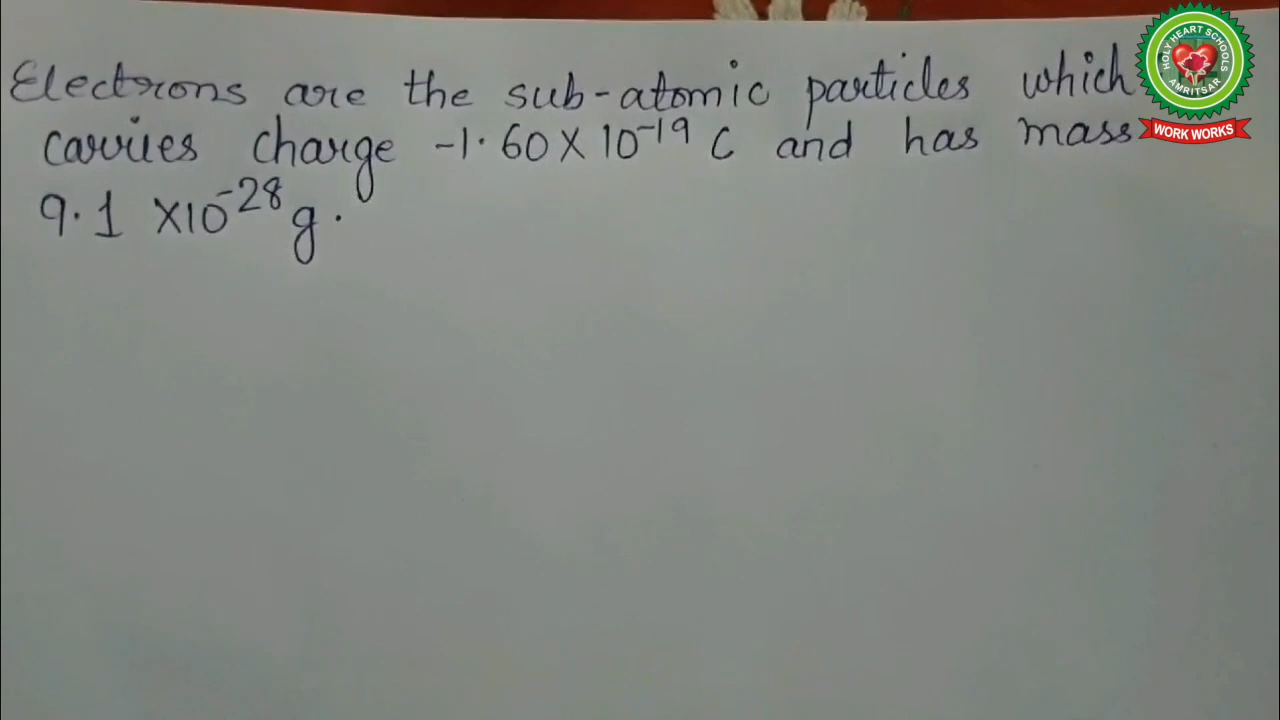 Electrons are the sub-atomic particles which
carries charge -1.60 X 10⁻¹⁹ C and has mass
9.1 X10⁻²⁸ g.
HOLY HEART SCHOOLS
AMRITSAR
WORK WORKS